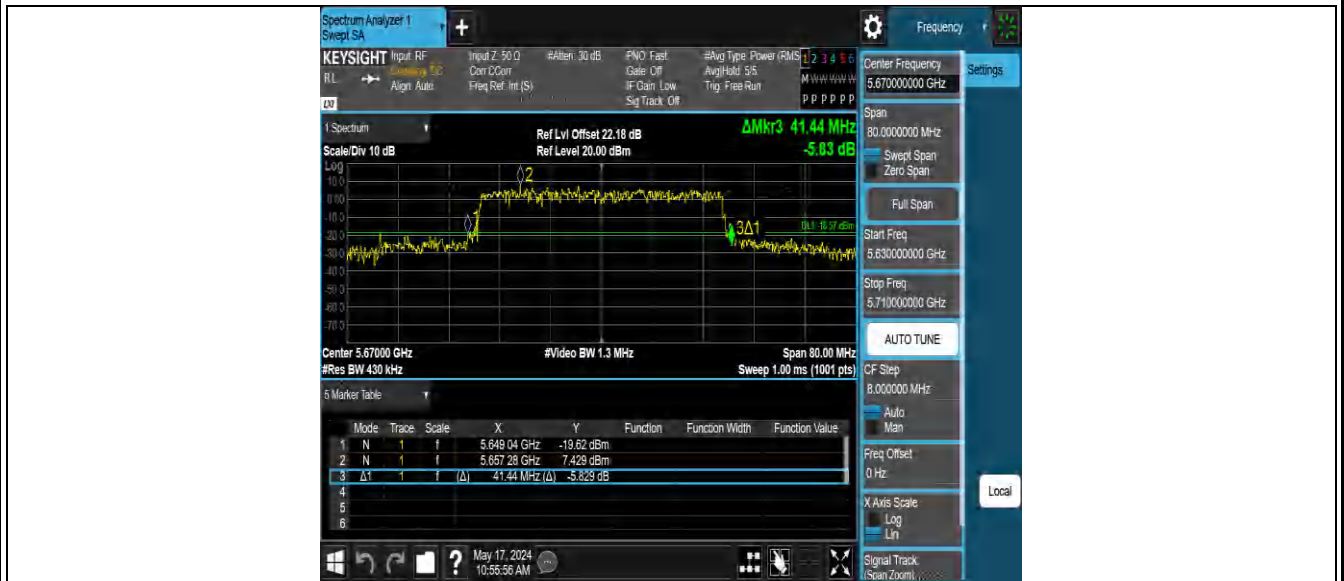 Spectrum Analyzer 1
Swept SA
+
Frequency
KEYSIGHT Input: RF Input Z: 50 Ω #Atten: 30 dB PNO: Fast #Avg Type: Power (RMS 1 2 3 4 5 6
RL Align: Auto Corr CCorr Gate: Off Avg|Hold: 5/5 M W W W W W
Freq Ref: Int (S) IF Gain: Low Trig: Free Run
Sig Track: Off P P P P P P
LXI
1 Spectrum
Scale/Div 10 dB
Ref Lvl Offset 22.18 dB
Ref Level 20.00 dBm
ΔMkr3 41.44 MHz
-5.83 dB
Log
10.0
0.00
-10.0
-20.0
-30.0
-40.0
-50.0
-60.0
-70.0
2
1
3Δ1
DL1 -18.57 dBm
Center 5.67000 GHz #Video BW 1.3 MHz Span 80.00 MHz
#Res BW 430 kHz Sweep 1.00 ms (1001 pts)
5 Marker Table
Mode Trace Scale X Y Function Function Width Function Value
1 N 1 f 5.649 04 GHz -19.62 dBm
2 N 1 f 5.657 28 GHz 7.429 dBm
3 Δ1 1 f (Δ) 41.44 MHz (Δ) -5.829 dB
4
5
6
? May 17, 2024
10:55:56 AM
Center Frequency
5.670000000 GHz
Settings
Span
80.0000000 MHz
Swept Span
Zero Span
Full Span
Start Freq
5.630000000 GHz
Stop Freq
5.710000000 GHz
AUTO TUNE
CF Step
8.000000 MHz
Auto
Man
Freq Offset
0 Hz
X Axis Scale
Log
Lin
Local
Signal Track
(Span Zoom)